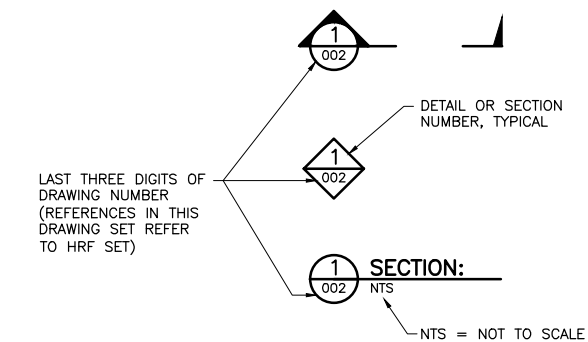 1
002
DETAIL OR SECTION
NUMBER, TYPICAL
1
002
LAST THREE DIGITS OF
DRAWING NUMBER
(REFERENCES IN THIS
DRAWING SET REFER
TO HRF SET)
1
002
SECTION:
NTS
NTS = NOT TO SCALE